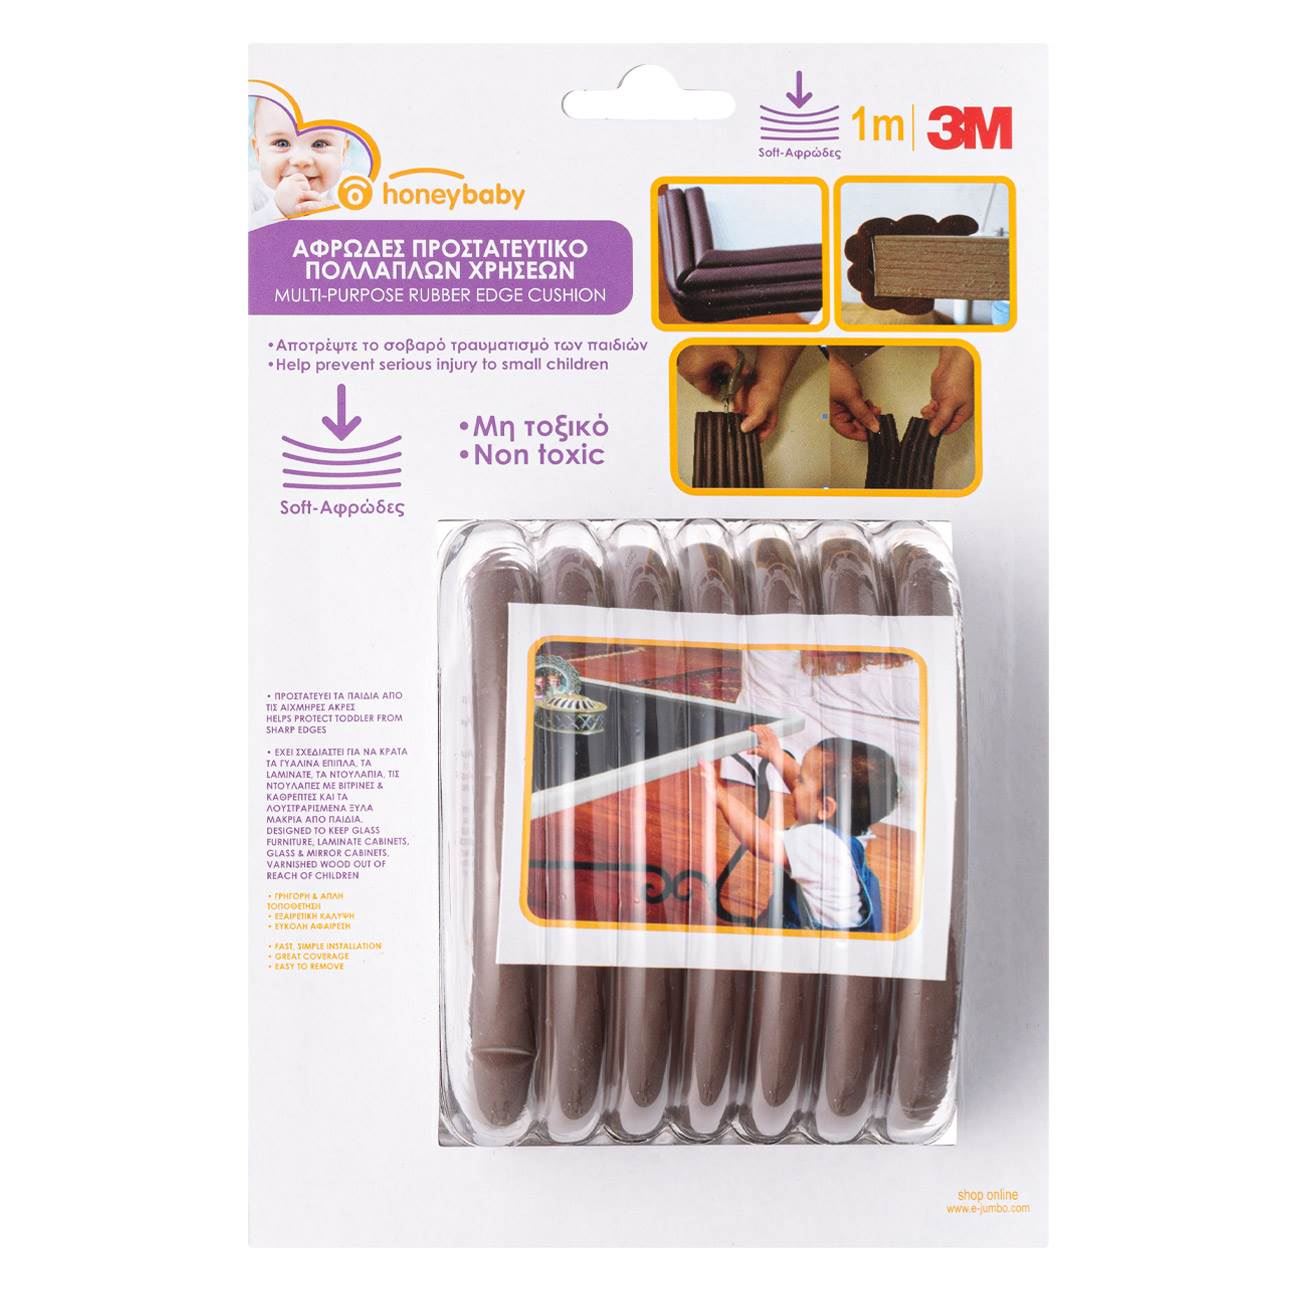 Soft-Αφρώδες
1m
3M
honeybaby
ΑΦΡΩΔΕΣ ΠΡΟΣΤΑΤΕΥΤΙΚΟ
ΠΟΛΛΑΠΛΩΝ ΧΡΗΣΕΩΝ
MULTI-PURPOSE RUBBER EDGE CUSHION
•Αποτρέψτε το σοβαρό τραυματισμό των παιδιών
•Help prevent serious injury to small children
•Μη τοξικό
•Non toxic
Soft-Αφρώδες
• ΠΡΟΣΤΑΤΕΥΕΙ ΤΑ ΠΑΙΔΙΑ ΑΠΟ
ΤΙΣ ΑΙΧΜΗΡΕΣ ΑΚΡΕΣ
HELPS PROTECT TODDLER FROM
SHARP EDGES
• ΕΧΕΙ ΣΧΕΔΙΑΣΤΕΙ ΓΙΑ ΝΑ ΚΡΑΤΑ
ΤΑ ΓΥΑΛΙΝΑ ΕΠΙΠΛΑ, ΤΑ
LAMINATE, ΤΑ ΝΤΟΥΛΑΠΙΑ, ΤΙΣ
ΝΤΟΥΛΑΠΕΣ ΜΕ ΒΙΤΡΙΝΕΣ &
ΚΑΘΡΕΠΤΕΣ ΚΑΙ ΤΑ
ΛΟΥΣΤΡΑΡΙΣΜΕΝΑ ΞΥΛΑ
ΜΑΚΡΙΑ ΑΠΟ ΠΑΙΔΙΑ.
DESIGNED TO KEEP GLASS
FURNITURE, LAMINATE CABINETS,
GLASS & MIRROR CABINETS,
VARNISHED WOOD OUT OF
REACH OF CHILDREN
• ΓΡΗΓΟΡΗ & ΑΠΛΗ
ΤΟΠΟΘΕΤΗΣΗ
• ΕΞΑΙΡΕΤΙΚΗ ΚΑΛΥΨΗ
• ΕΥΚΟΛΗ ΑΦΑΙΡΕΣΗ
• FAST, SIMPLE INSTALLATION
• GREAT COVERAGE
• EASY TO REMOVE
shop online
www.e-jumbo.com